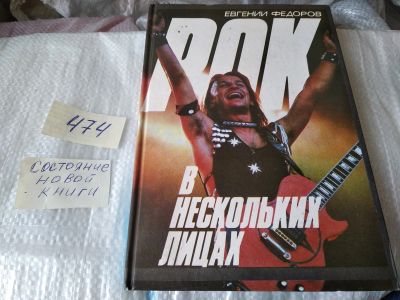 ЕВГЕНИЙ ФЕДОРОВ
РОК
В
НЕСКОЛЬКИХ
ЛИЦАХ
474
СОСТОЯНИЕ
НОВОЙ
КНИГИ